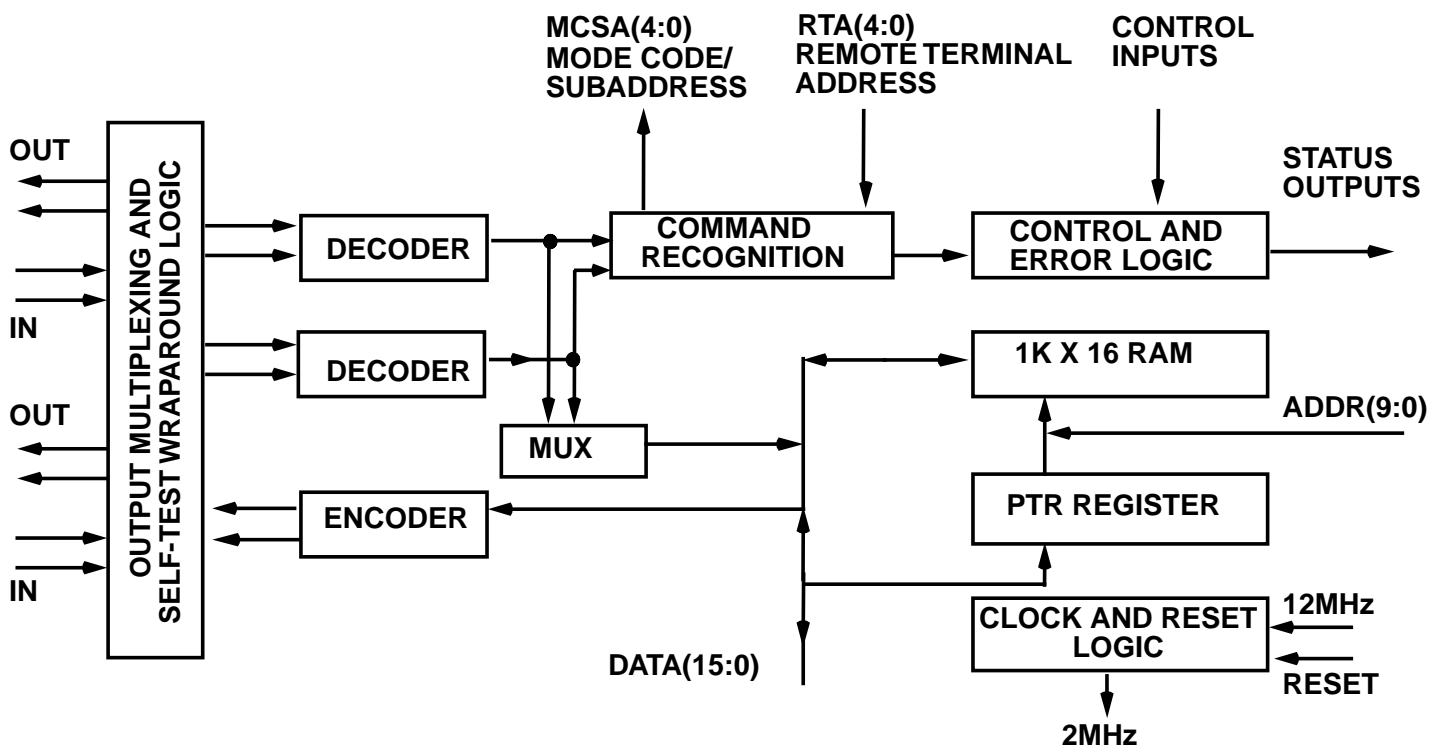 MCSA(4:0)
MODE CODE/
SUBADDRESS
RTA(4:0)
REMOTE TERMINAL
ADDRESS
CONTROL
INPUTS
OUT
IN
OUT
IN
OUTPUT MULTIPLEXING AND
SELF-TEST WRAPAROUND LOGIC
DECODER
DECODER
MUX
ENCODER
COMMAND
RECOGNITION
CONTROL AND
ERROR LOGIC
STATUS
OUTPUTS
1K X 16 RAM
ADDR(9:0)
PTR REGISTER
CLOCK AND RESET
LOGIC
12MHz
RESET
DATA(15:0)
2MHz